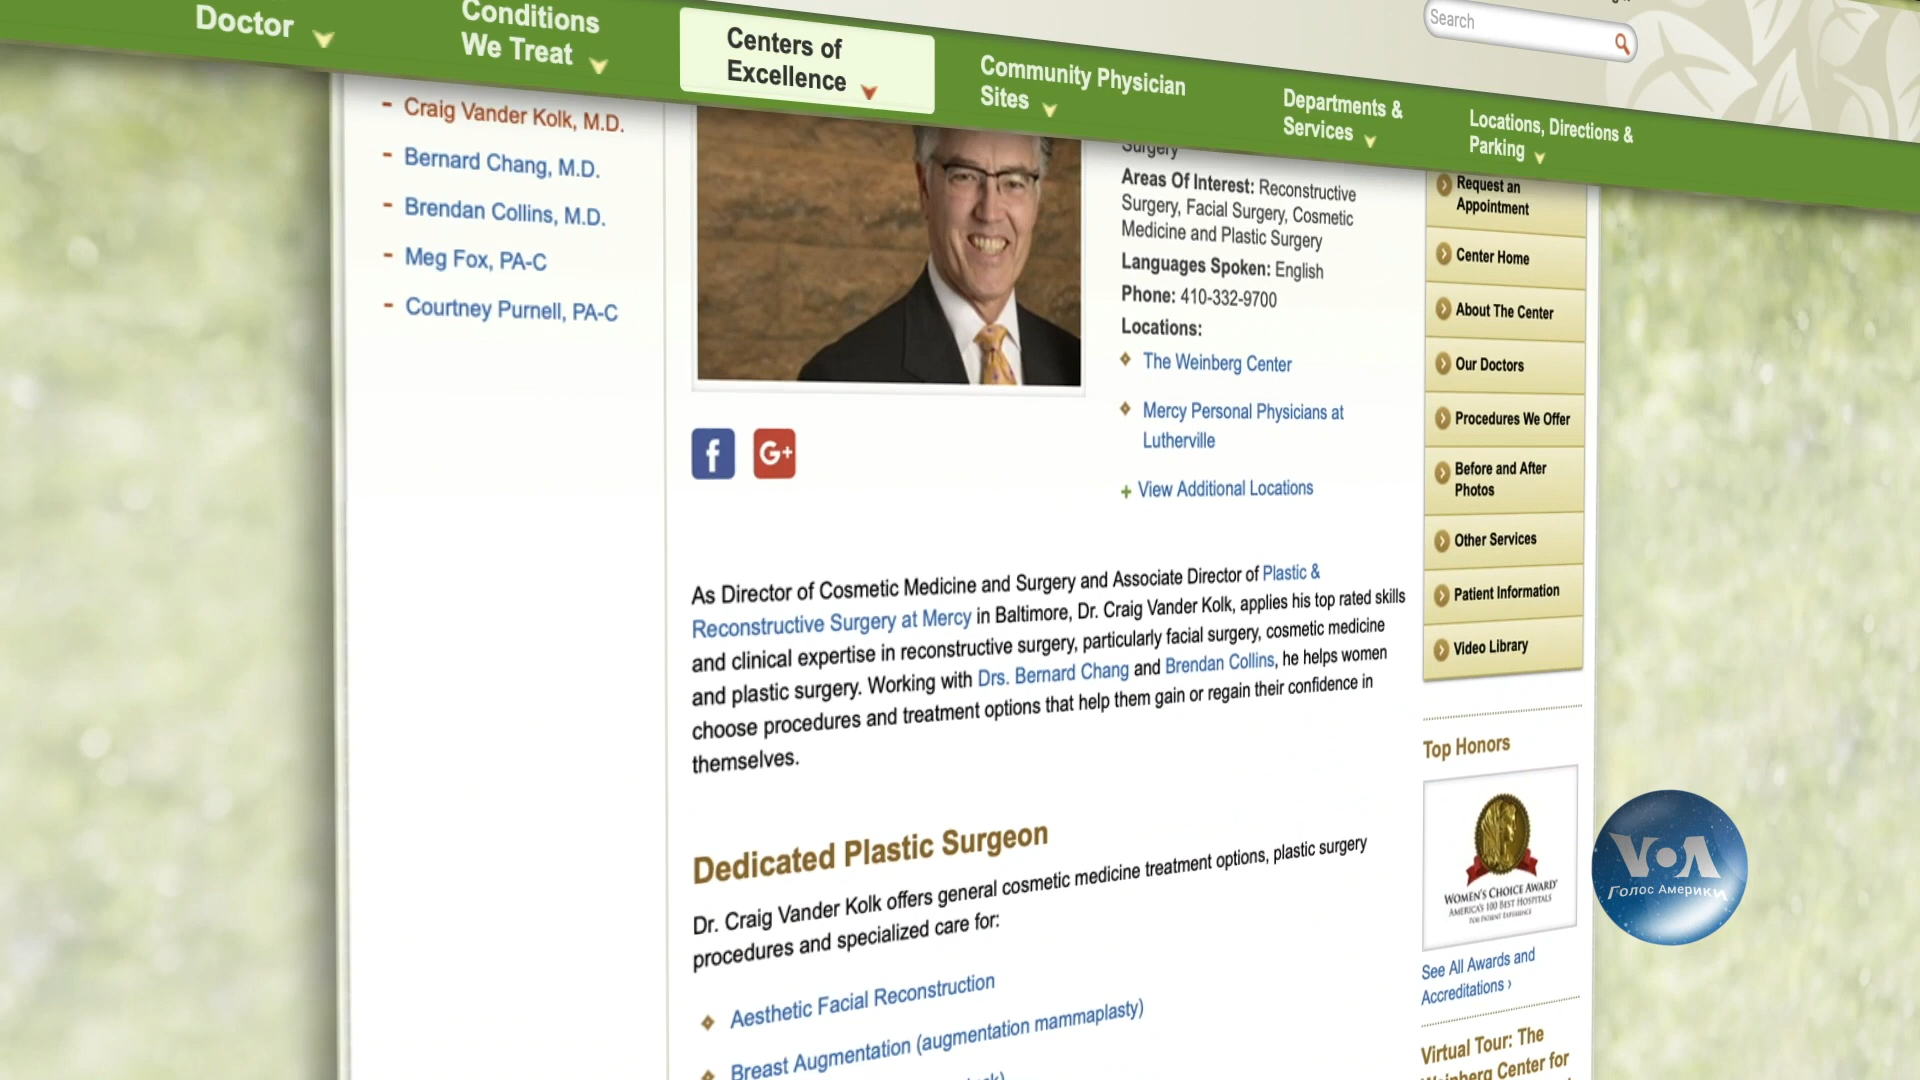 Doctor
Conditions
We Treat
Centers of
Excellence
Community Physician
Sites
Departments &
Services
Locations, Directions &
Parking
Search
Craig Vander Kolk, M.D.
Bernard Chang, M.D.
Brendan Collins, M.D.
Meg Fox, PA-C
Courtney Purnell, PA-C
Surgery
Areas Of Interest: Reconstructive
Surgery, Facial Surgery, Cosmetic
Medicine and Plastic Surgery
Languages Spoken: English
Phone: 410-332-9700
Locations:
The Weinberg Center
Mercy Personal Physicians at
Lutherville
+ View Additional Locations
f
G+
As Director of Cosmetic Medicine and Surgery and Associate Director of Plastic &
Reconstructive Surgery at Mercy in Baltimore, Dr. Craig Vander Kolk, applies his top rated skills
and clinical expertise in reconstructive surgery, particularly facial surgery, cosmetic medicine
and plastic surgery. Working with Drs. Bernard Chang and Brendan Collins, he helps women
choose procedures and treatment options that help them gain or regain their confidence in
themselves.
Dedicated Plastic Surgeon
Dr. Craig Vander Kolk offers general cosmetic medicine treatment options, plastic surgery
procedures and specialized care for:
Aesthetic Facial Reconstruction
Breast Augmentation (augmentation mammaplasty)
Request an
Appointment
Center Home
About The Center
Our Doctors
Procedures We Offer
Before and After
Photos
Other Services
Patient Information
Video Library
Top Honors
WOMEN'S CHOICE AWARD
AMERICA'S 100 BEST HOSPITALS
FOR PATIENT EXPERIENCE
See All Awards and
Accreditations ›
Virtual Tour: The
Weinberg Center for
VOA
Голос Америки